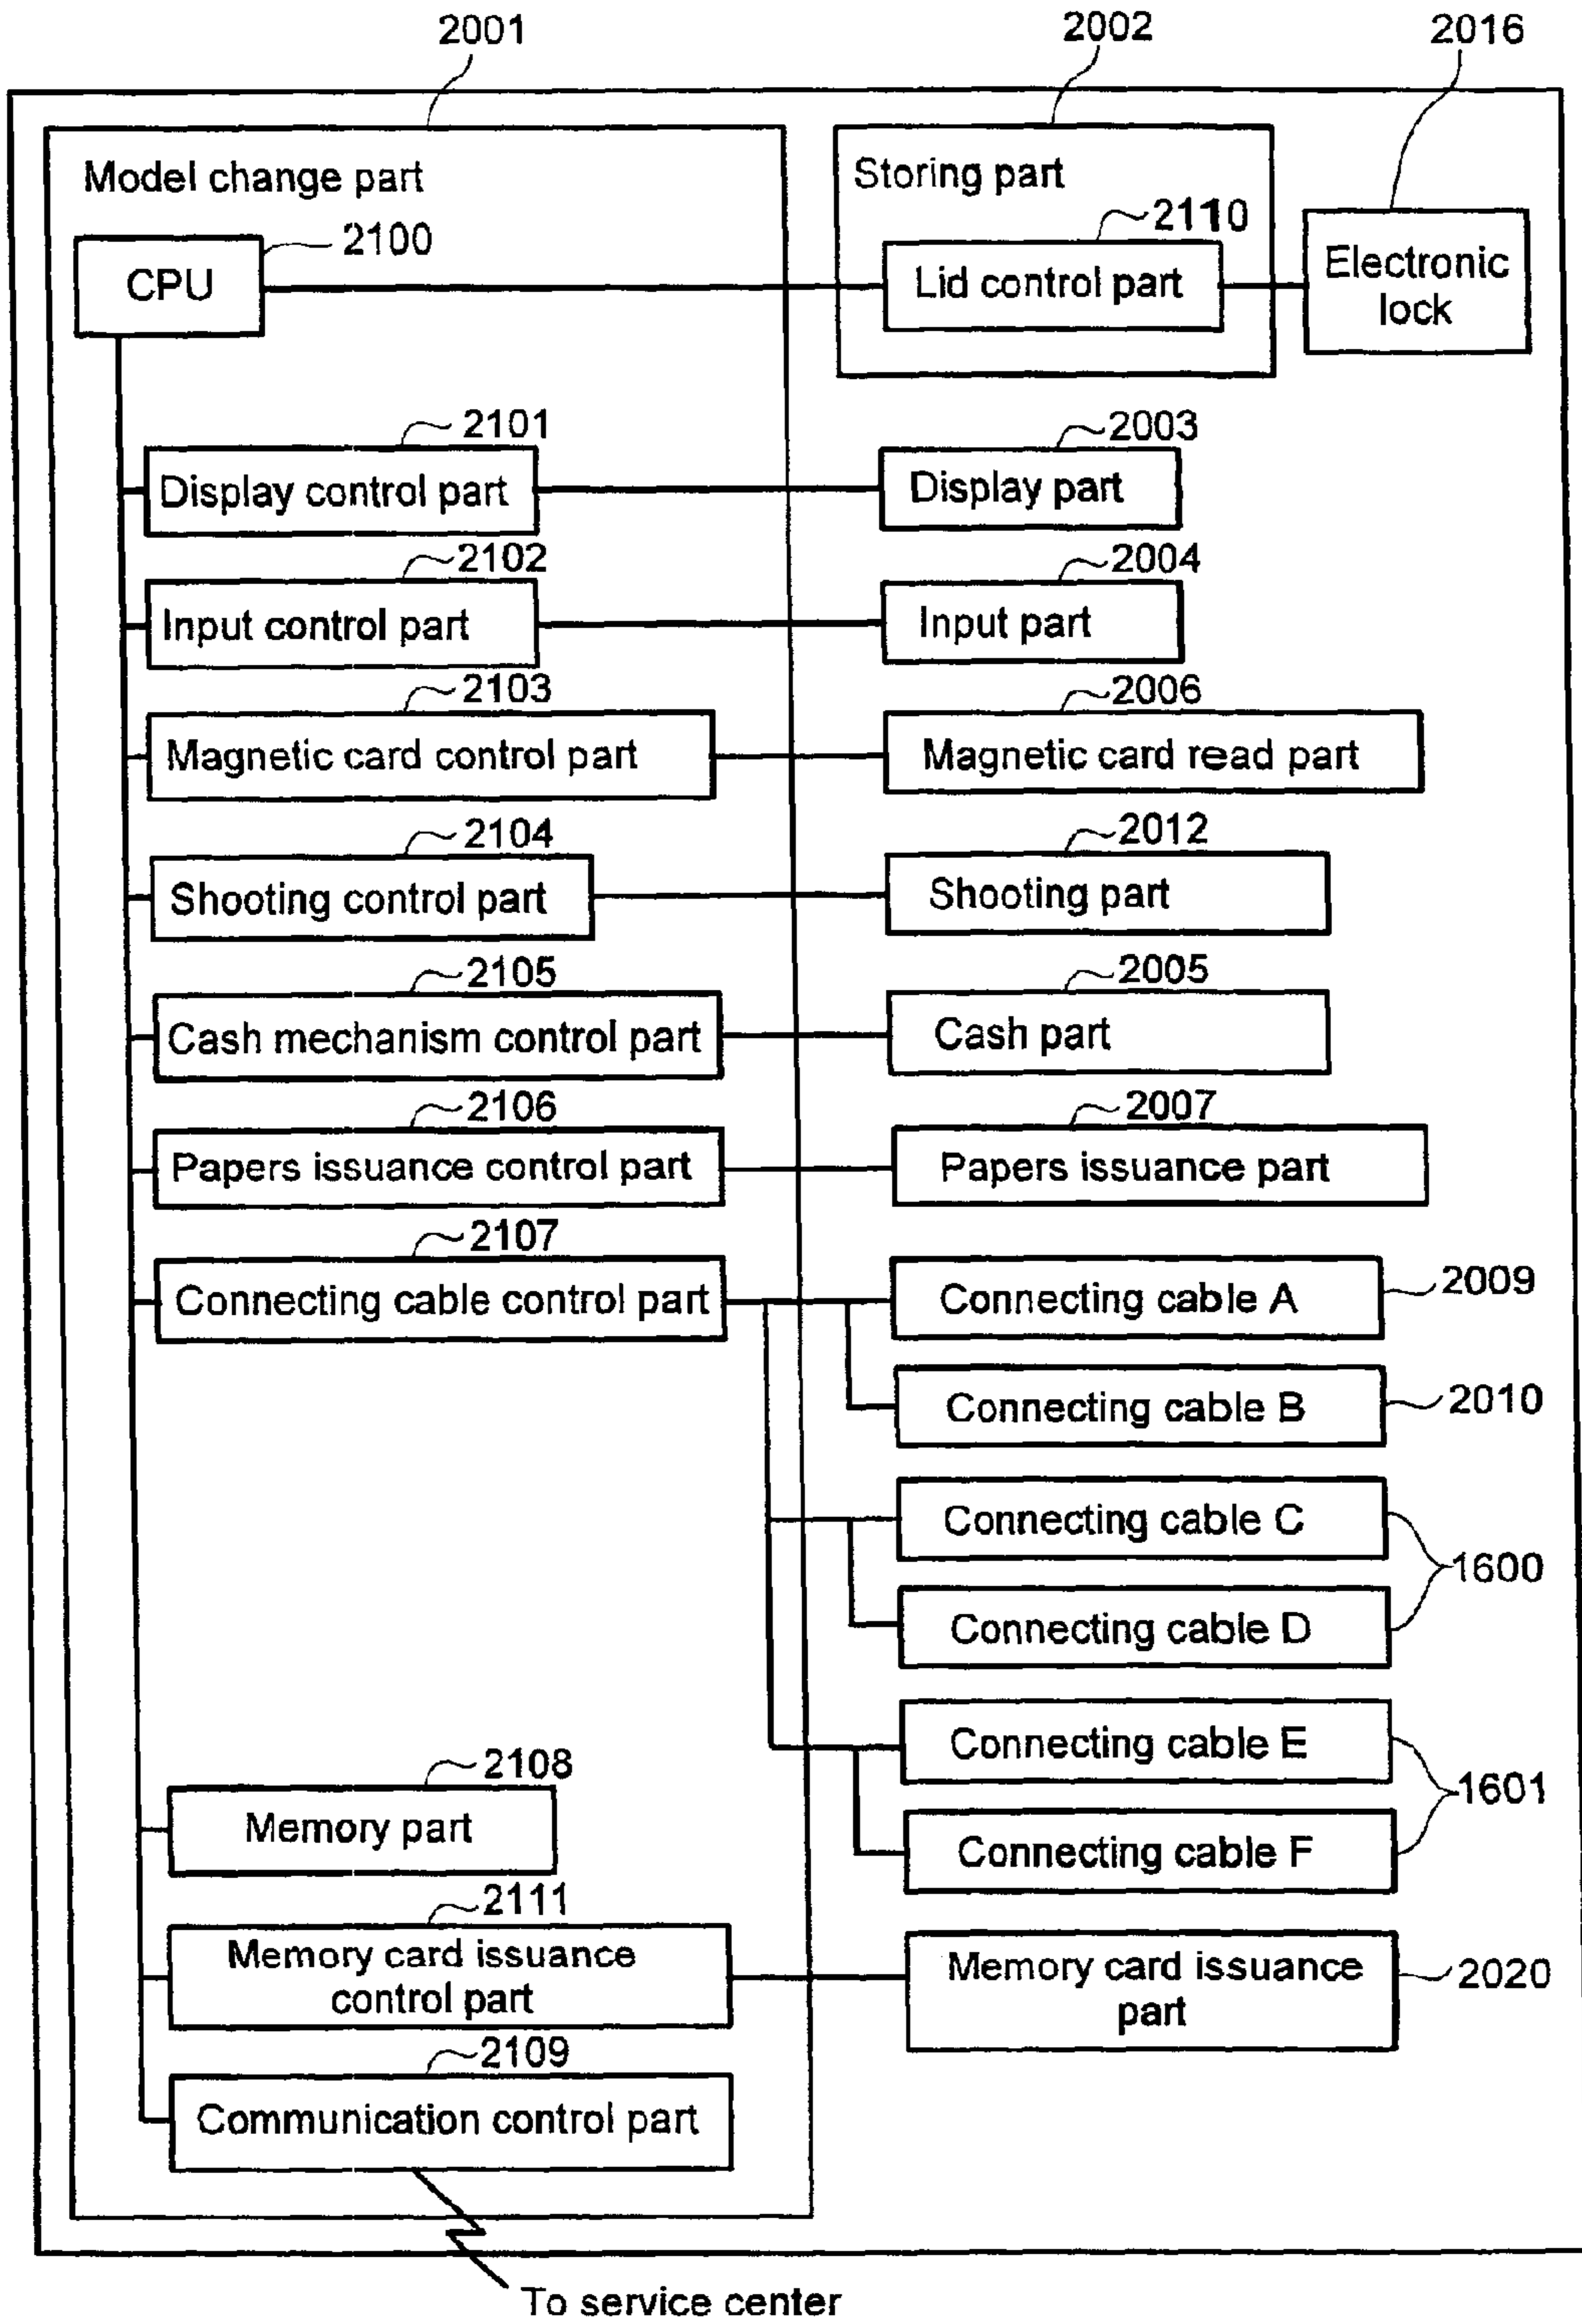 2001
2002
2016
Model change part
Storing part
2100
2110
CPU
Lid control part
Electronic
lock
2101
2003
Display control part
Display part
2102
2004
Input control part
Input part
2103
2006
Magnetic card control part
Magnetic card read part
2104
2012
Shooting control part
Shooting part
2105
2005
Cash mechanism control part
Cash part
2106
2007
Papers issuance control part
Papers issuance part
2107
Connecting cable control part
Connecting cable A
2009
Connecting cable B
2010
Connecting cable C
1600
Connecting cable D
Connecting cable E
2108
1601
Memory part
Connecting cable F
2111
Memory card issuance
control part
Memory card issuance
part
2020
2109
Communication control part
To service center